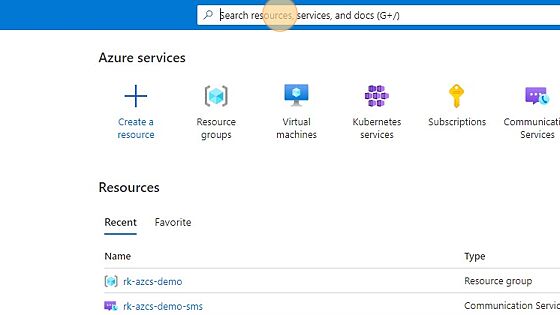 Search resources, services, and docs (G+/)
Azure services
Create a resource
Resource groups
Virtual machines
Kubernetes services
Subscriptions
Communicati Services
Resources
Recent Favorite
Name Type
rk-azcs-demo Resource group
rk-azcs-demo-sms Communication Servic